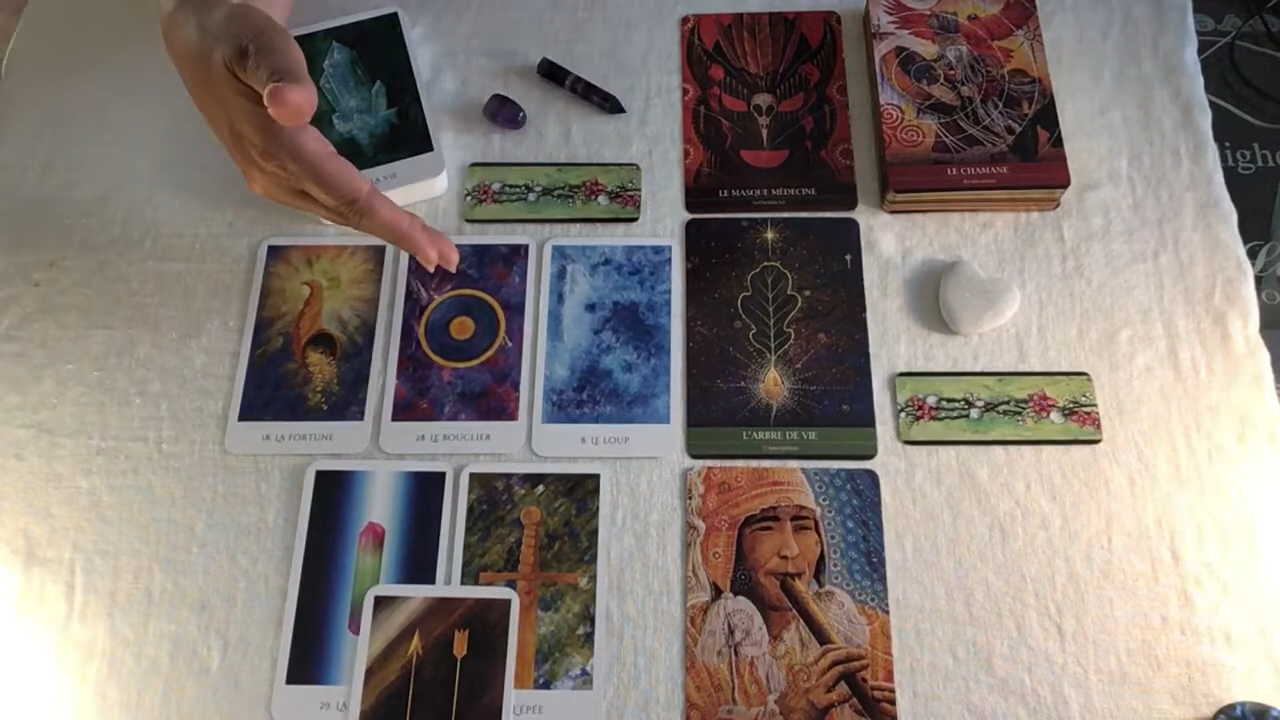 LA VIE
LE MASQUE MÉDECINE
LE CHAMANE
18. LA FORTUNE
28. LE BOUCLIER
8. LE LOUP
L'ARBRE DE VIE
29. LA
L'ÉPÉE